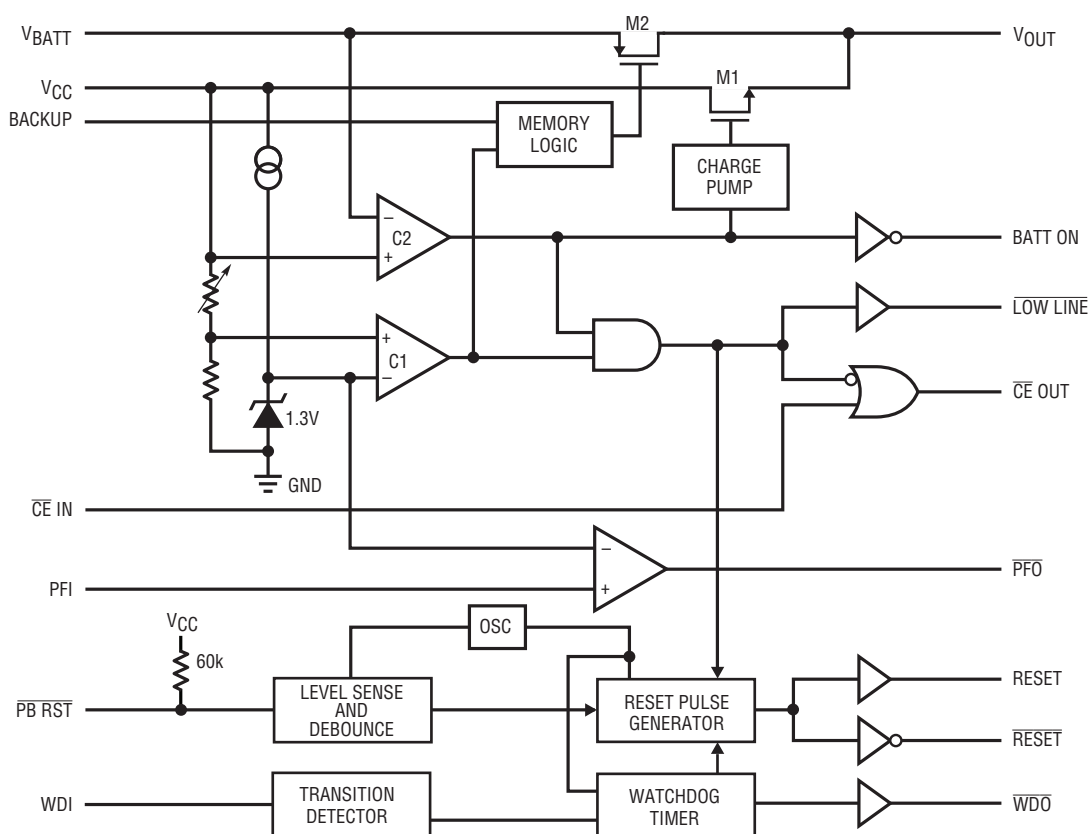 VBATT
M2
VOUT
VCC
M1
BACKUP
MEMORY
LOGIC
CHARGE
PUMP
–
C2
+
BATT ON
LOW LINE
+
C1
–
CE OUT
1.3V
GND
CE IN
–
PFI
+
PFO
VCC
OSC
60k
PB RST
LEVEL SENSE
AND
DEBOUNCE
RESET PULSE
GENERATOR
RESET
RESET
WDI
TRANSITION
DETECTOR
WATCHDOG
TIMER
WDO